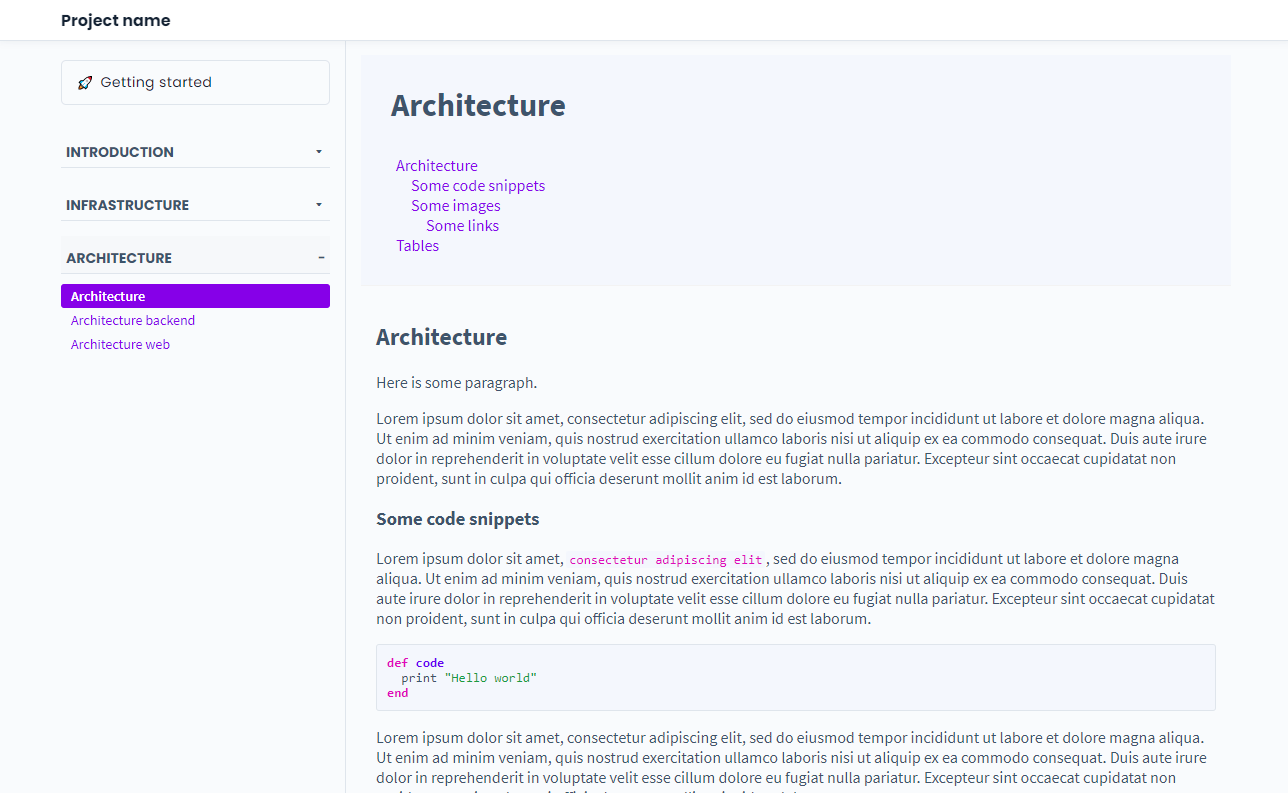 Project name
Getting started
INTRODUCTION
INFRASTRUCTURE
ARCHITECTURE
Architecture
Architecture backend
Architecture web
Architecture
Architecture
Some code snippets
Some images
Some links
Tables
Architecture
Here is some paragraph.
Lorem ipsum dolor sit amet, consectetur adipiscing elit, sed do eiusmod tempor incididunt ut labore et dolore magna aliqua.
Ut enim ad minim veniam, quis nostrud exercitation ullamco laboris nisi ut aliquip ex ea commodo consequat. Duis aute irure
dolor in reprehenderit in voluptate velit esse cillum dolore eu fugiat nulla pariatur. Excepteur sint occaecat cupidatat non
proident, sunt in culpa qui officia deserunt mollit anim id est laborum.
Some code snippets
Lorem ipsum dolor sit amet, consectetur adipiscing elit, sed do eiusmod tempor incididunt ut labore et dolore magna
aliqua. Ut enim ad minim veniam, quis nostrud exercitation ullamco laboris nisi ut aliquip ex ea commodo consequat. Duis
aute irure dolor in reprehenderit in voluptate velit esse cillum dolore eu fugiat nulla pariatur. Excepteur sint occaecat cupidatat
non proident, sunt in culpa qui officia deserunt mollit anim id est laborum.
def code
  print "Hello world"
end
Lorem ipsum dolor sit amet, consectetur adipiscing elit, sed do eiusmod tempor incididunt ut labore et dolore magna aliqua.
Ut enim ad minim veniam, quis nostrud exercitation ullamco laboris nisi ut aliquip ex ea commodo consequat. Duis aute irure
dolor in reprehenderit in voluptate velit esse cillum dolore eu fugiat nulla pariatur. Excepteur sint occaecat cupidatat non